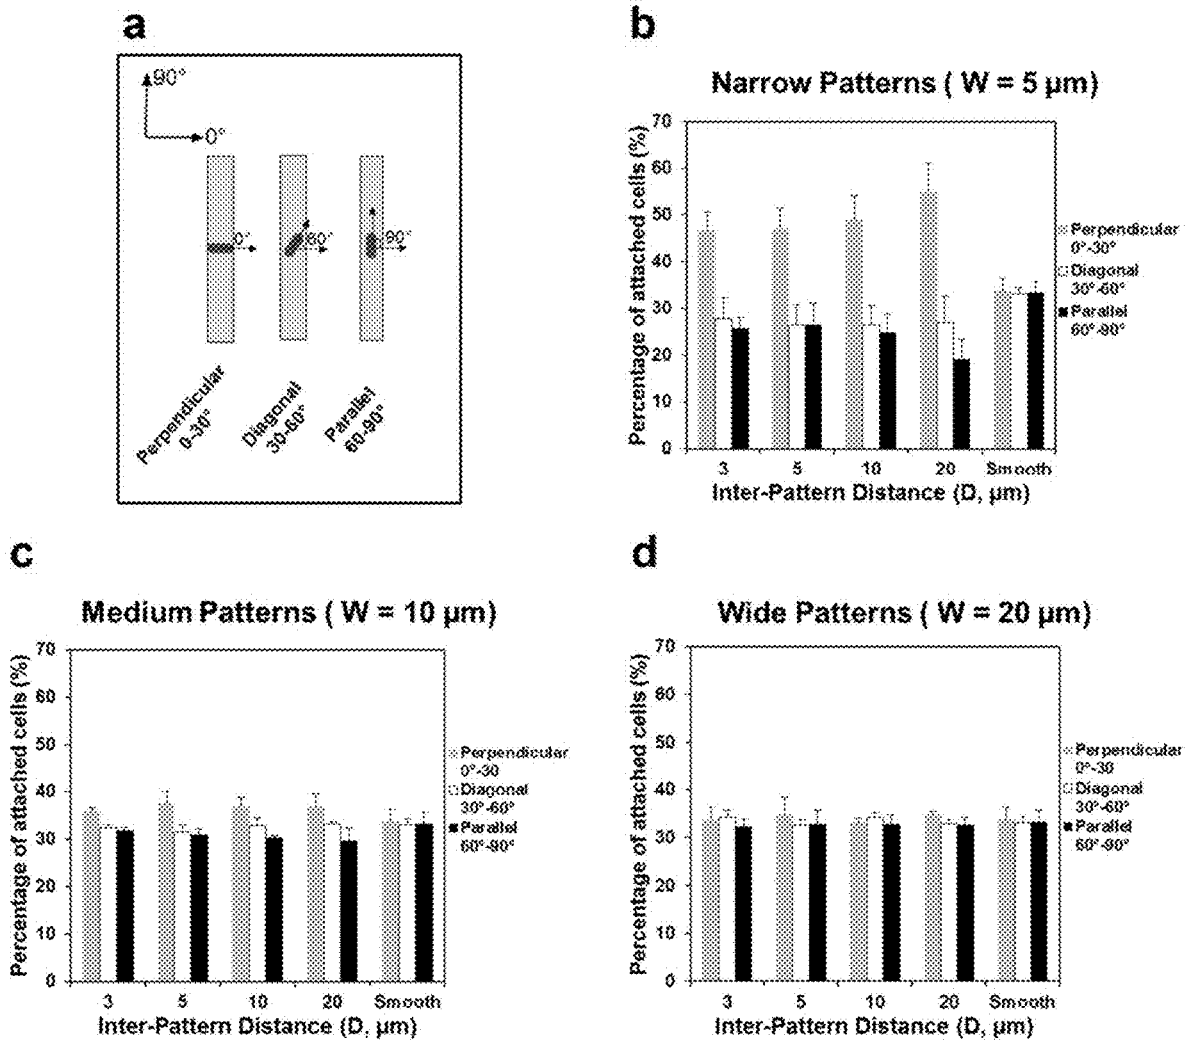 a
90°
0°
0°
60°
90°
Perpendicular
0-30°
Diagonal
30-60°
Parallel
60-90°
b
Narrow Patterns ( W = 5 µm)
Percentage of attached cells (%)
70
60
50
40
30
20
10
0
3 5 10 20 Smooth
Inter-Pattern Distance (D, µm)
Perpendicular
0°-30°
Diagonal
30°-60°
Parallel
60°-90°
c
Medium Patterns ( W = 10 µm)
Percentage of attached cells (%)
70
60
50
40
30
20
10
0
3 5 10 20 Smooth
Inter-Pattern Distance (D, µm)
Perpendicular
0°-30
Diagonal
30°-60°
Parallel
60°-90°
d
Wide Patterns ( W = 20 µm)
Percentage of attached cells (%)
70
60
50
40
30
20
10
0
3 5 10 20 Smooth
Inter-Pattern Distance (D, µm)
Perpendicular
0°-30
Diagonal
30°-60°
Parallel
60°-90°